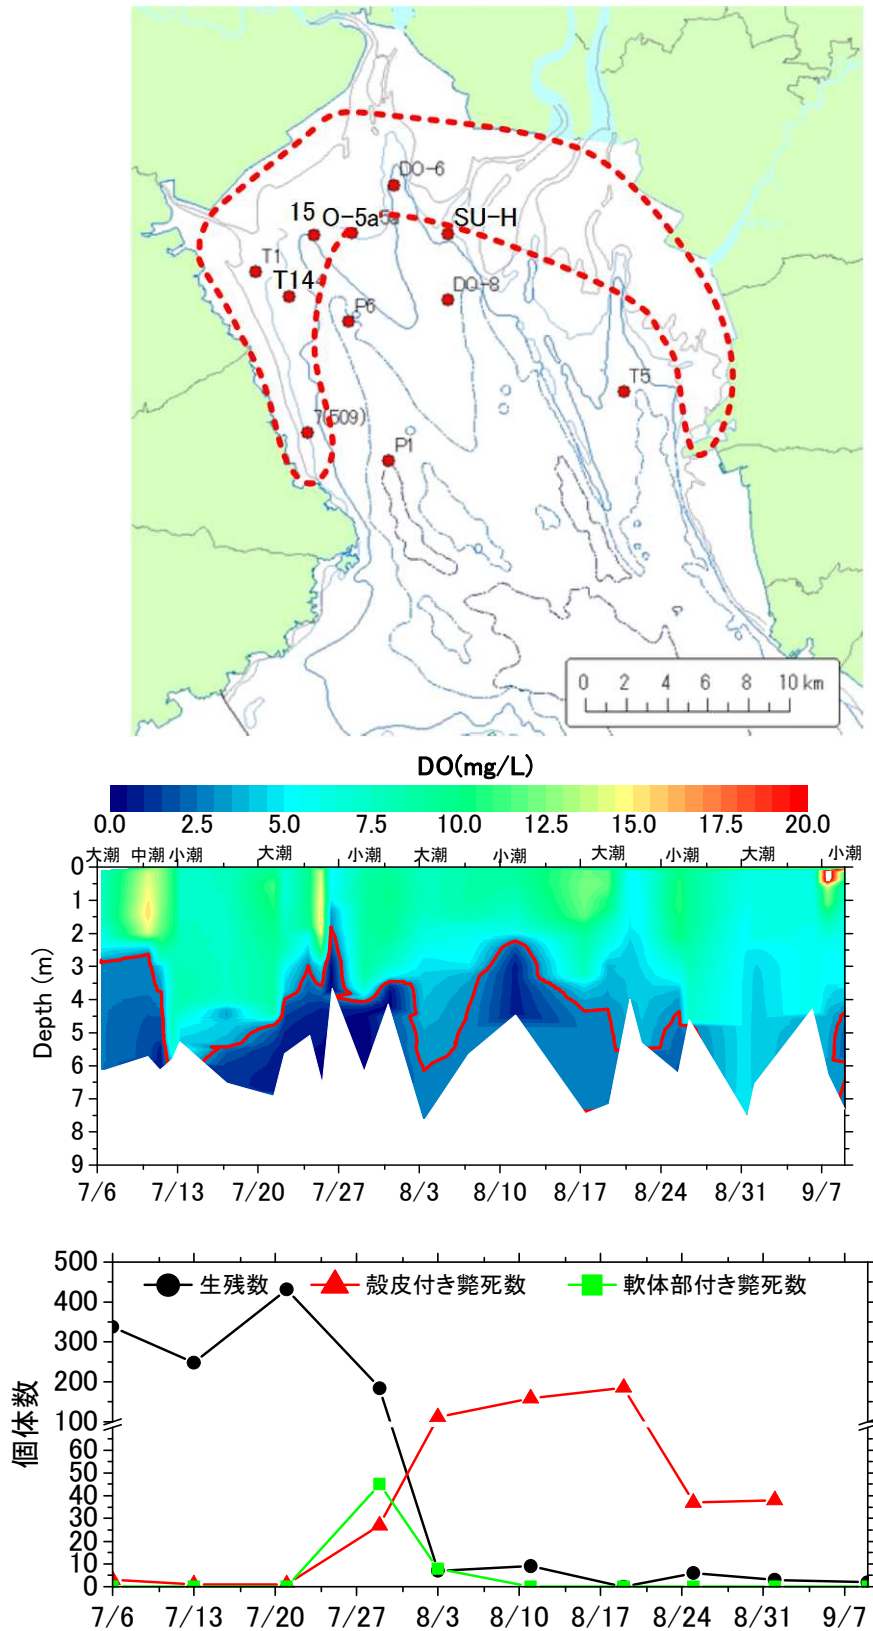 DO-6
15 O-5a 5a SU-H
T1
T14
P6 DO-8
T5
7(509)
P1
0 2 4 6 8 10 km
DO(mg/L)
0.0 2.5 5.0 7.5 10.0 12.5 15.0 17.5 20.0
大潮 中潮 小潮 大潮 小潮 大潮 小潮 大潮 小潮 大潮 小潮
0
1
2
3
4
5
6
7
8
9
Depth (m)
7/6 7/13 7/20 7/27 8/3 8/10 8/17 8/24 8/31 9/7
生残数 殻皮付き斃死数 軟体部付き斃死数
500
400
300
200
100
60
50
40
30
20
10
0
個体数
7/6 7/13 7/20 7/27 8/3 8/10 8/17 8/24 8/31 9/7